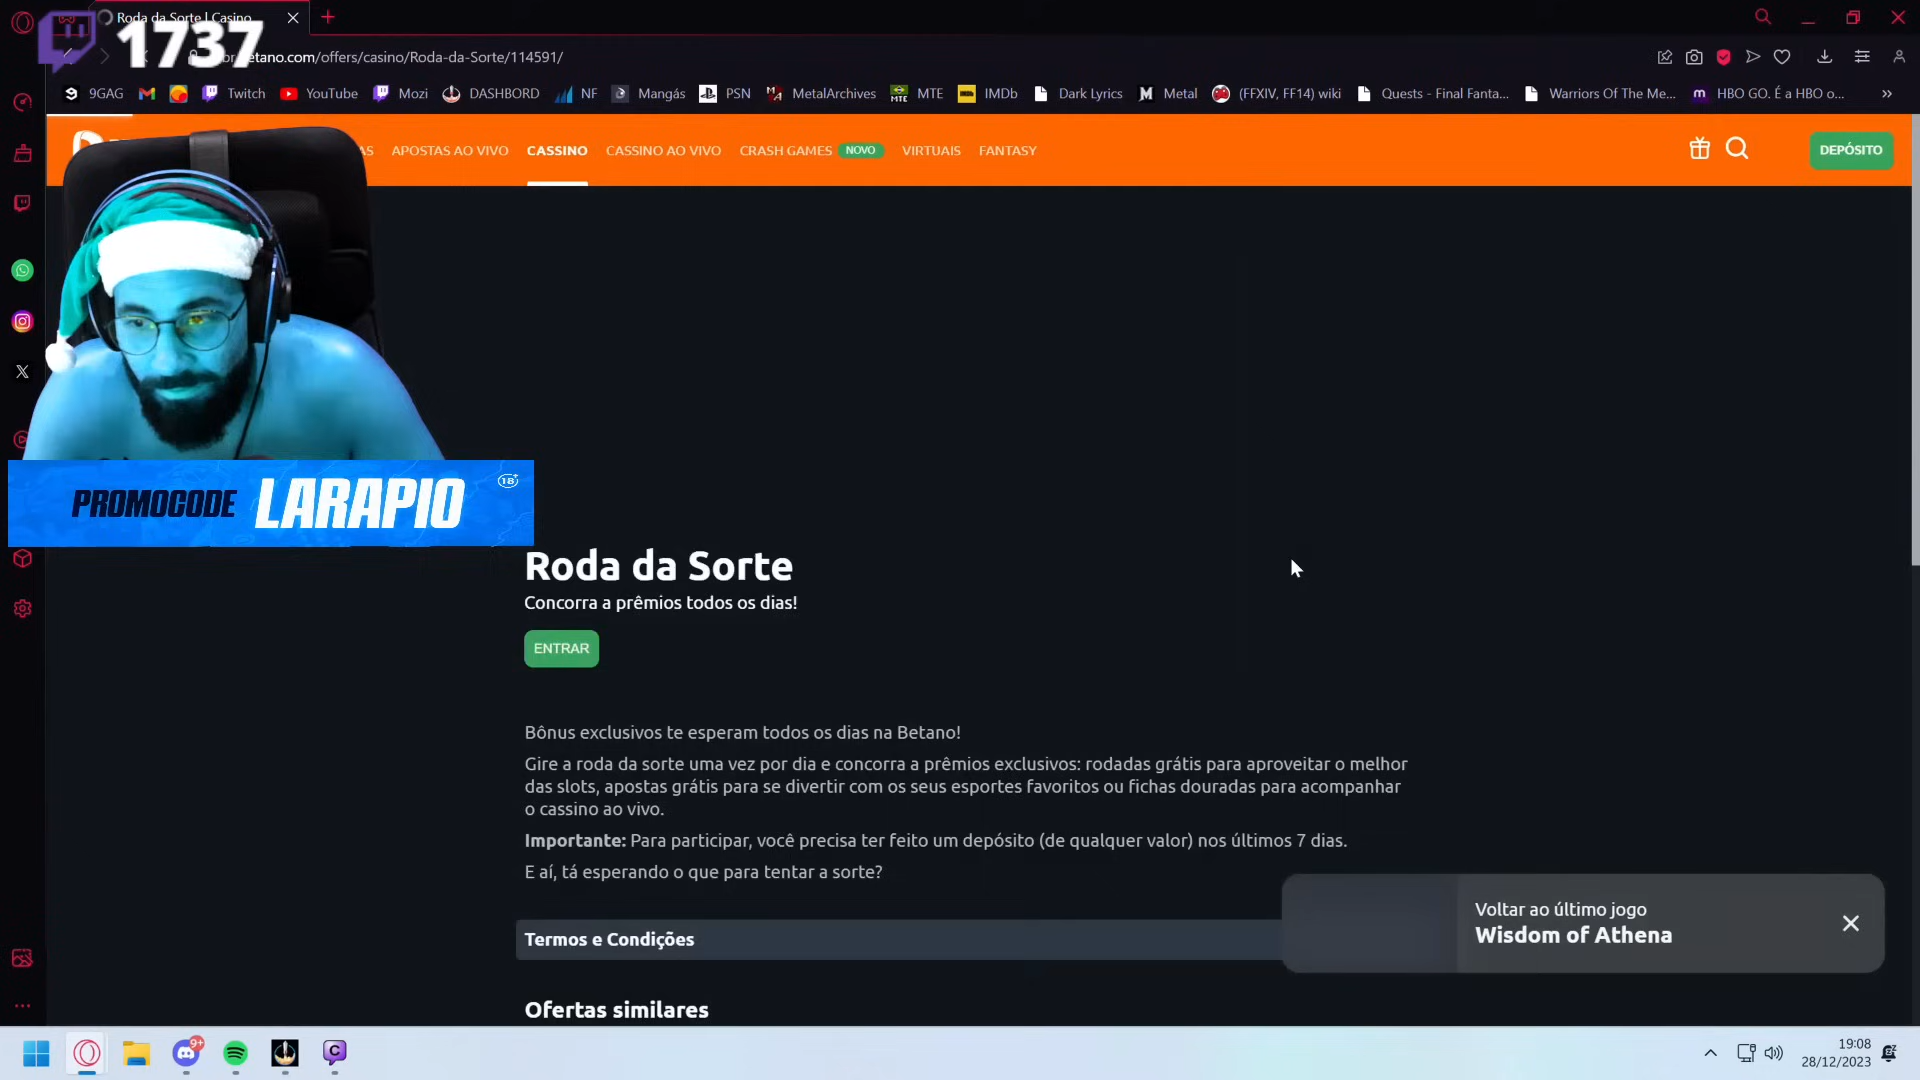 Roda da Sorte | Casino
1737
etano.com/offers/casino/Roda-da-Sorte/114591/
9GAG
Twitch
YouTube
Mozi
DASHBORD
NF
Mangás
PSN
MetalArchives
MTE
IMDb
Dark Lyrics
Metal
(FFXIV, FF14) wiki
Quests - Final Fanta...
Warriors Of The Me...
HBO GO. É a HBO o...
AS
APOSTAS AO VIVO
CASSINO
CASSINO AO VIVO
CRASH GAMES
NOVO
VIRTUAIS
FANTASY
DEPÓSITO
PROMOCODE LARAPIO
18+
Roda da Sorte
Concorra a prêmios todos os dias!
ENTRAR
Bônus exclusivos te esperam todos os dias na Betano!
Gire a roda da sorte uma vez por dia e concorra a prêmios exclusivos: rodadas grátis para aproveitar o melhor
das slots, apostas grátis para se divertir com os seus esportes favoritos ou fichas douradas para acompanhar
o cassino ao vivo.
Importante: Para participar, você precisa ter feito um depósito (de qualquer valor) nos últimos 7 dias.
E aí, tá esperando o que para tentar a sorte?
Termos e Condições
Voltar ao último jogo
Wisdom of Athena
Ofertas similares
9+
19:08
28/12/2023